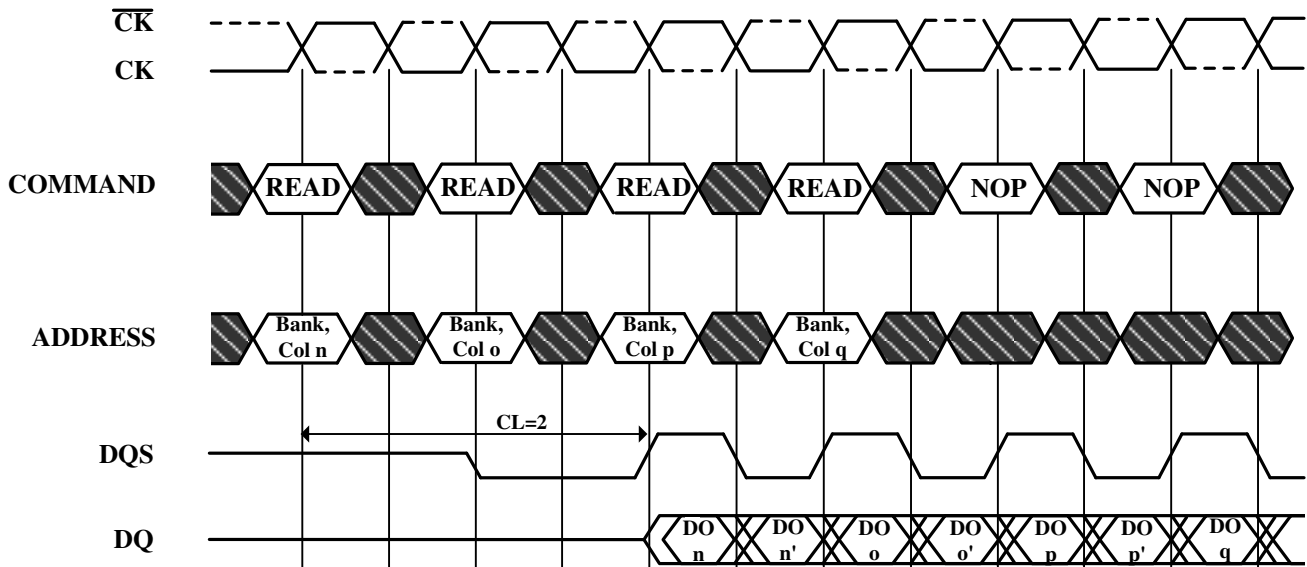 C̅K̅
CK
COMMAND
READ
READ
READ
READ
NOP
NOP
ADDRESS
Bank,
Col n
Bank,
Col o
Bank,
Col p
Bank,
Col q
CL=2
DQS
DQ
DO
n
DO
n'
DO
o
DO
o'
DO
p
DO
p'
DO
q